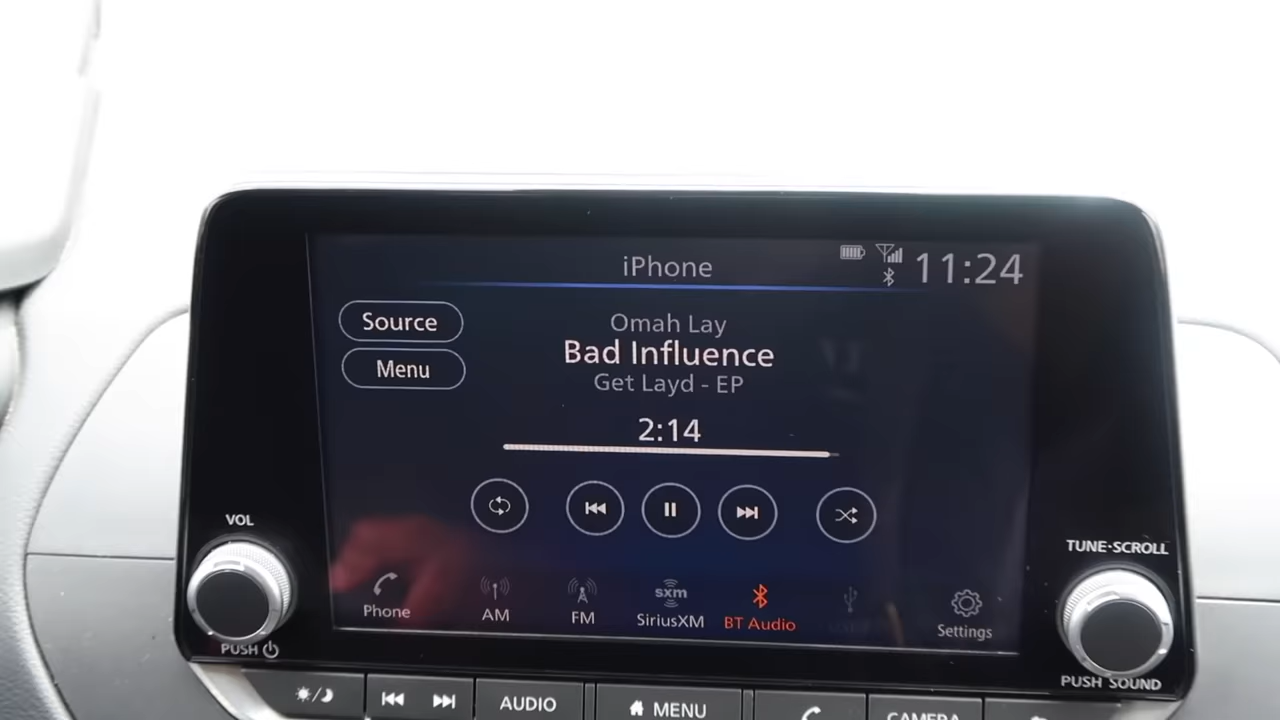 iPhone
11:24
Source
Menu
Omah Lay
Bad Influence
Get Layd - EP
2:14
VOL
PUSH
TUNE·SCROLL
PUSH SOUND
Phone
AM
FM
sxm
SiriusXM
BT Audio
Settings
AUDIO
MENU
CAMERA